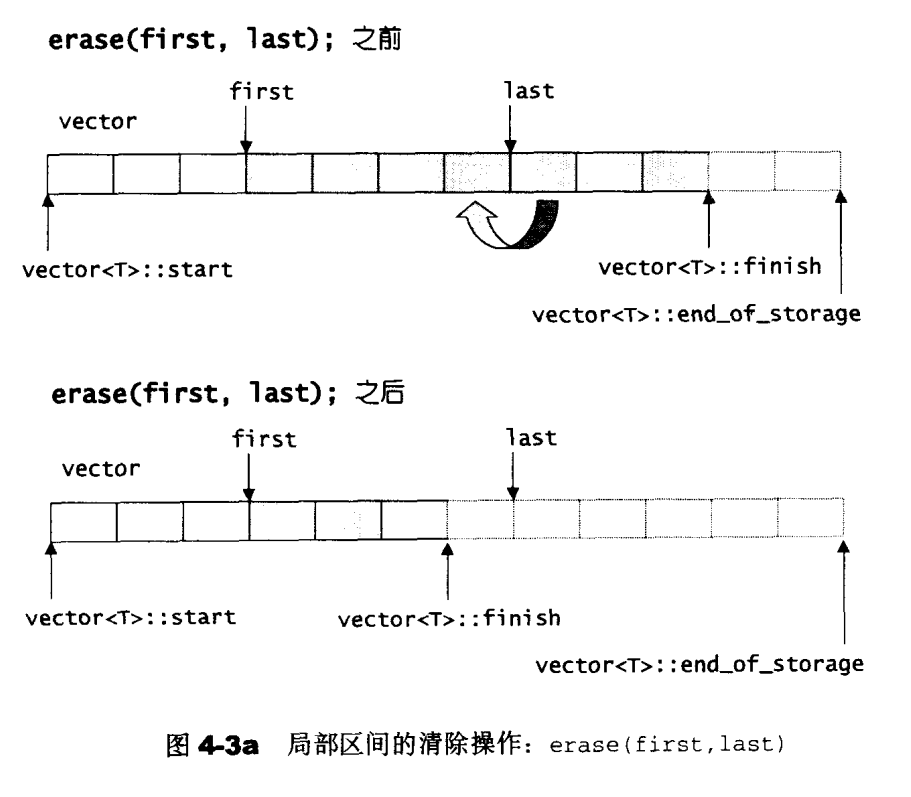 erase(first, last); 之前
first
last
vector
vector<T>::start
vector<T>::finish
vector<T>::end_of_storage
erase(first, last); 之后
first
last
vector
vector<T>::start
vector<T>::finish
vector<T>::end_of_storage
图 4-3a 局部区间的清除操作: erase(first,last)